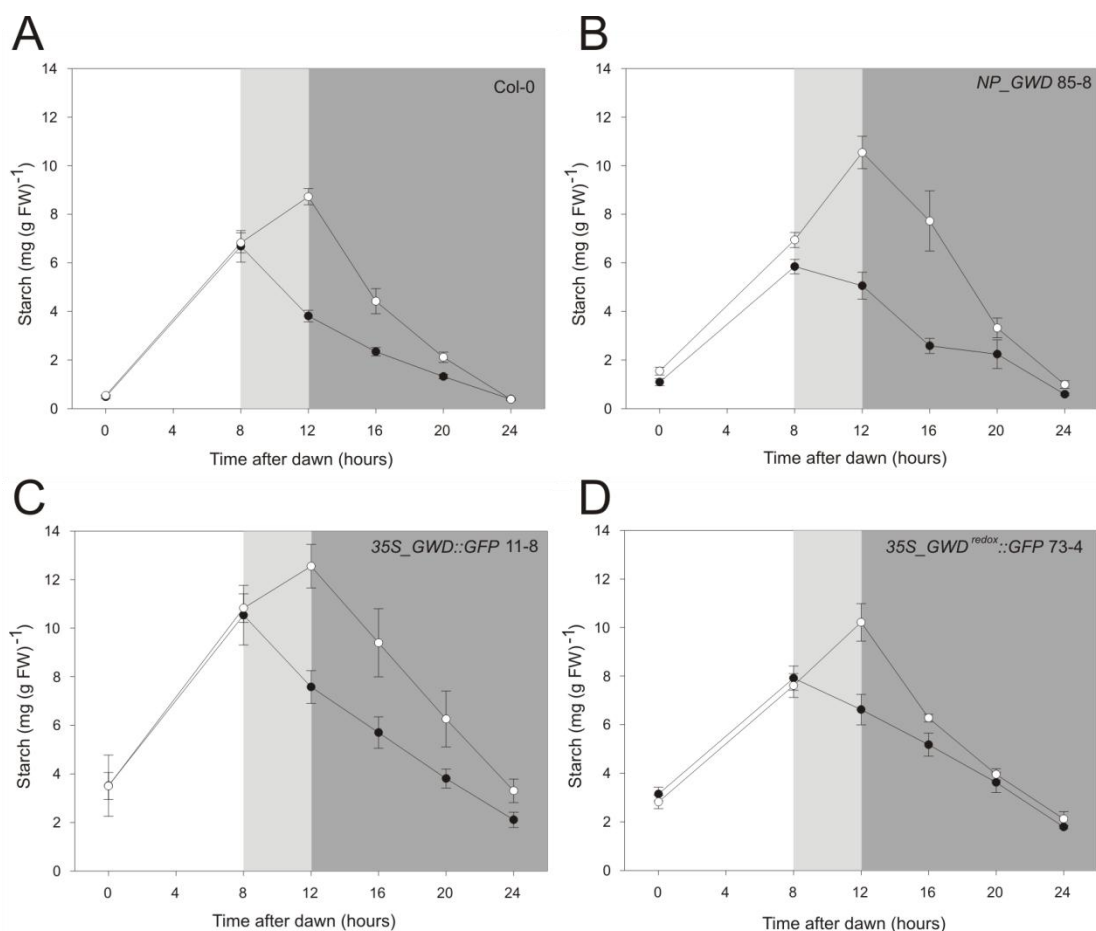 A
Col-0
14
12
10
8
6
4
2
0
Starch (mg (g FW)⁻¹)
0 4 8 12 16 20 24
Time after dawn (hours)
B
NP_GWD 85-8
14
12
10
8
6
4
2
0
Starch (mg (g FW)⁻¹)
0 4 8 12 16 20 24
Time after dawn (hours)
C
35S_GWD::GFP 11-8
14
12
10
8
6
4
2
0
Starch (mg (g FW)⁻¹)
0 4 8 12 16 20 24
Time after dawn (hours)
D
35S_GWD^redox::GFP 73-4
14
12
10
8
6
4
2
0
Starch (mg (g FW)⁻¹)
0 4 8 12 16 20 24
Time after dawn (hours)